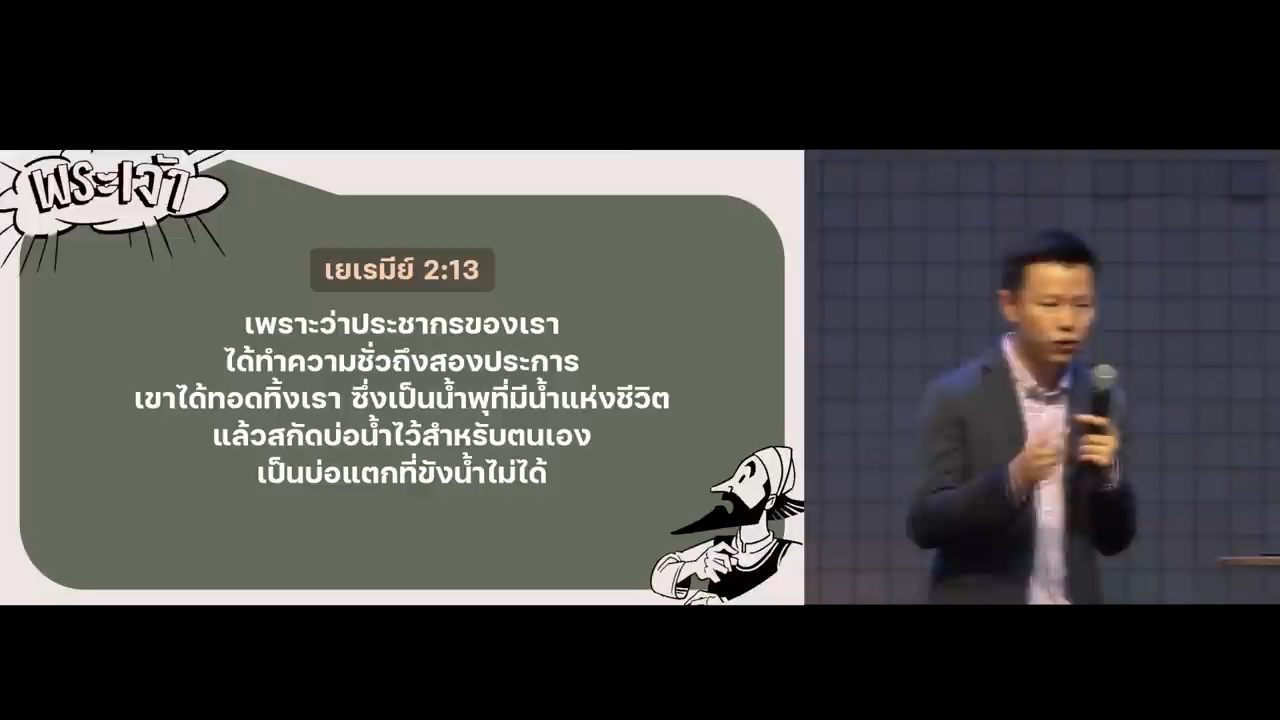 พระเจ้า
เยเรมีย์ 2:13
เพราะว่าประชากรของเรา
ได้ทำความชั่วถึงสองประการ
เขาได้ทอดทิ้งเรา ซึ่งเป็นน้ำพุที่มีน้ำแห่งชีวิต
แล้วสกัดบ่อน้ำไว้สำหรับตนเอง
เป็นบ่อแตกที่ขังน้ำไม่ได้